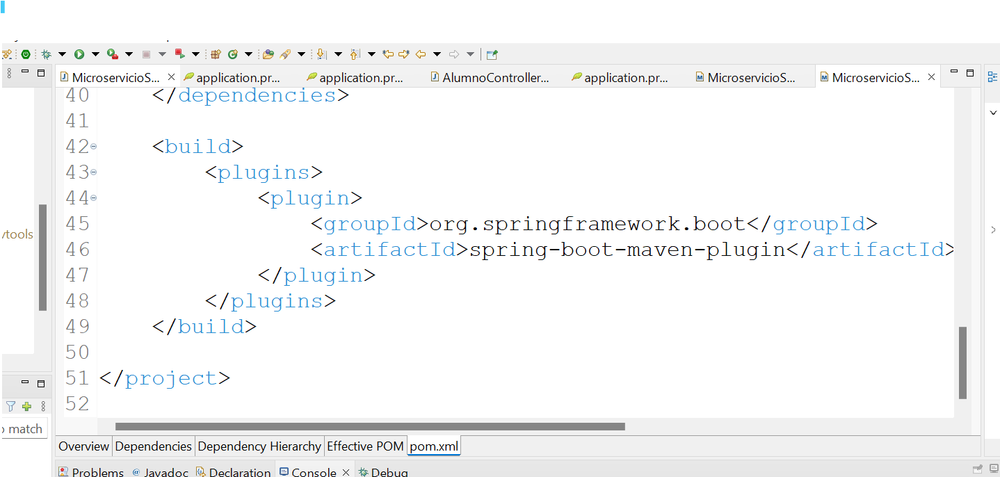 MicroservicioS... application.pr... application.pr... AlumnoController... application.pr... MicroservicioS... MicroservicioS...
40 </dependencies>
41
42 <build>
43 <plugins>
44 <plugin>
45 <groupId>org.springframework.boot</groupId>
46 <artifactId>spring-boot-maven-plugin</artifactId>
47 </plugin>
48 </plugins>
49 </build>
50
51 </project>
52
tools
match
Overview Dependencies Dependency Hierarchy Effective POM pom.xml
Problems Javadoc Declaration Console Debug